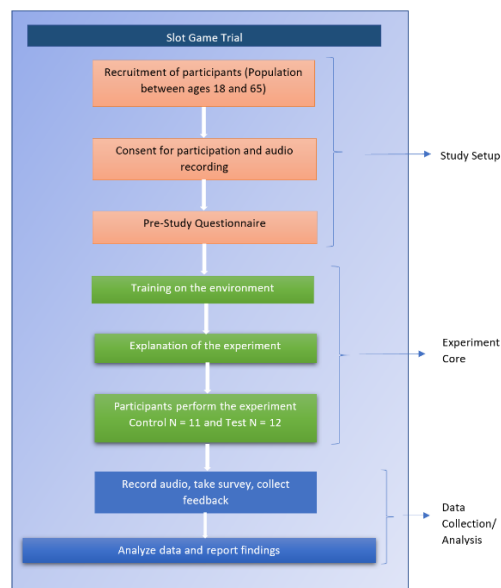 Slot Game Trial
Recruitment of participants (Population
between ages 18 and 65)
Consent for participation and audio
recording
Pre-Study Questionnaire
Study Setup
Training on the environment
Explanation of the experiment
Participants perform the experiment
Control N = 11 and Test N = 12
Experiment
Core
Record audio, take survey, collect
feedback
Analyze data and report findings
Data
Collection/
Analysis